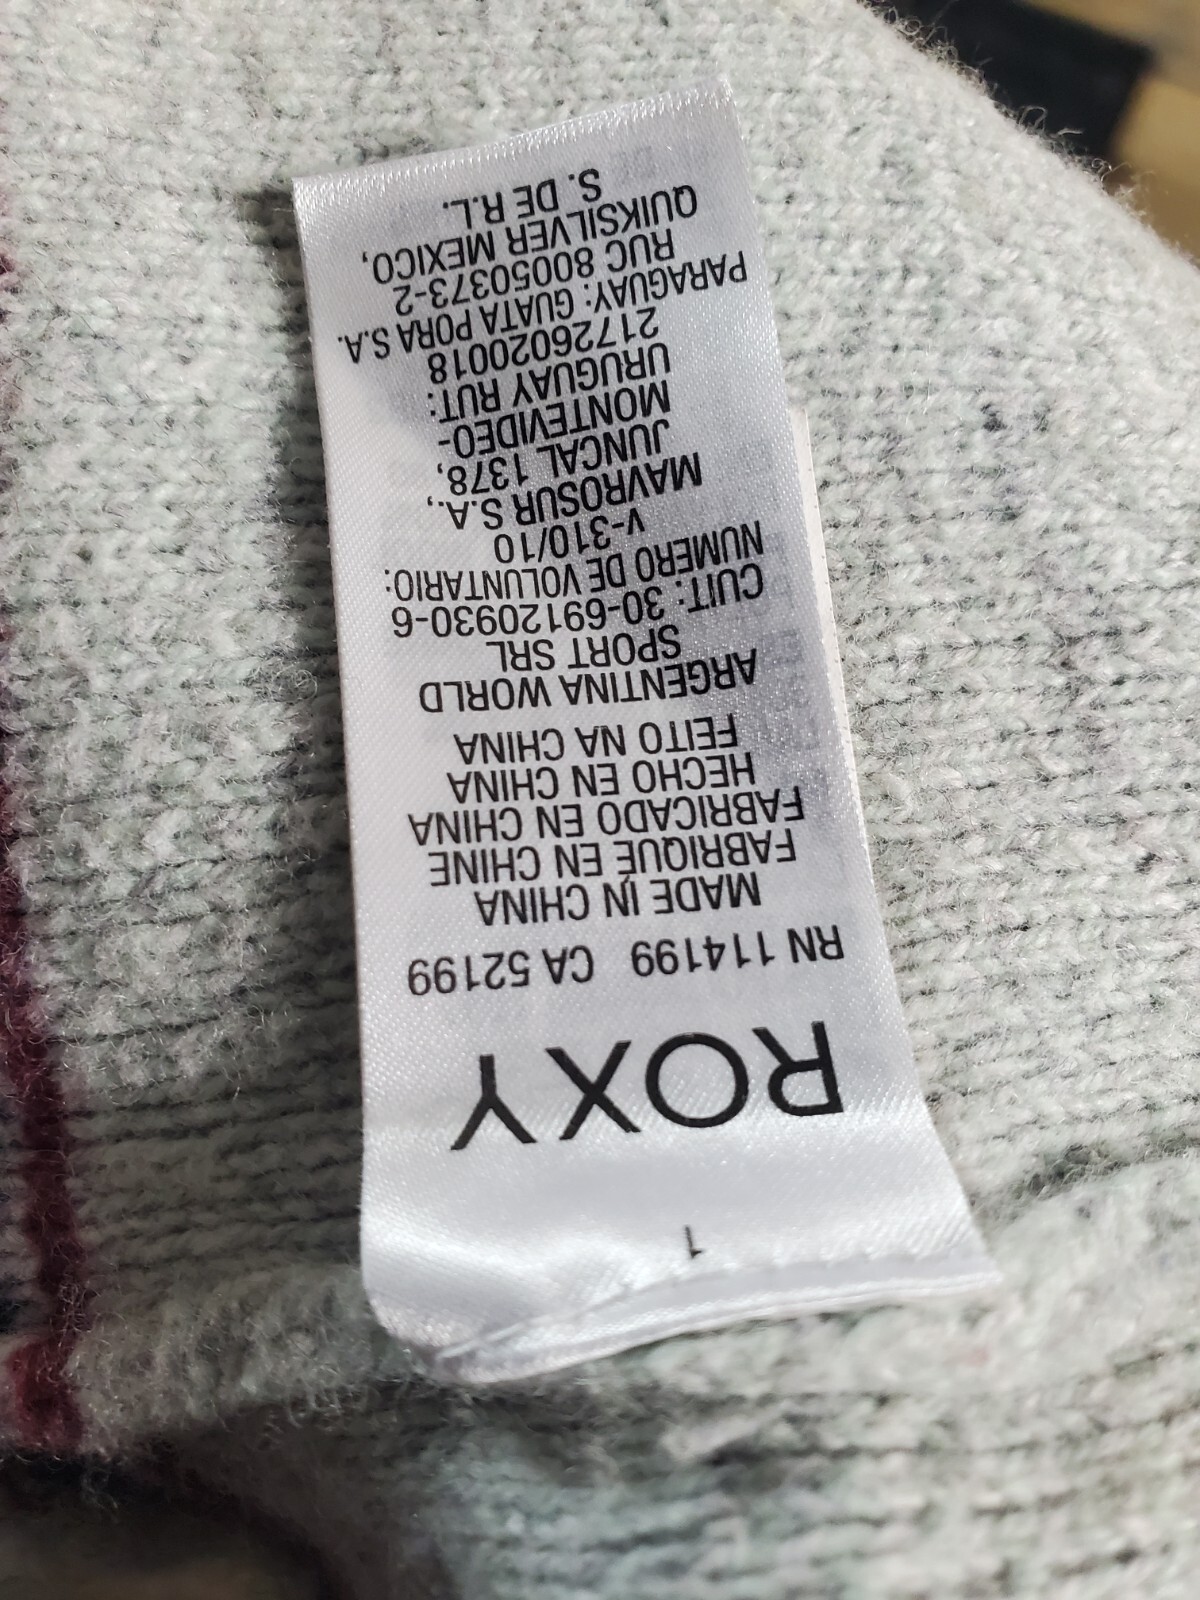 1
ROXY
RN 114199 CA 52199
MADE IN CHINA
FABRIQUÉ EN CHINE
FABRICADO EN CHINA
HECHO EN CHINA
FEITO NA CHINA
ARGENTINA WORLD
SPORT SRL
CUIT: 30-69120930-6
NUMERO DE VOLUNTARIO:
v-310/10
MAVROSUR S.A.,
JUNCAL 1378,
MONTEVIDEO-
URUGUAY RUT:
21726020018
PARAGUAY: GUATA PORA S.A.
RUC 80050373-2
QUIKSILVER MEXICO,
S. DE R.L.